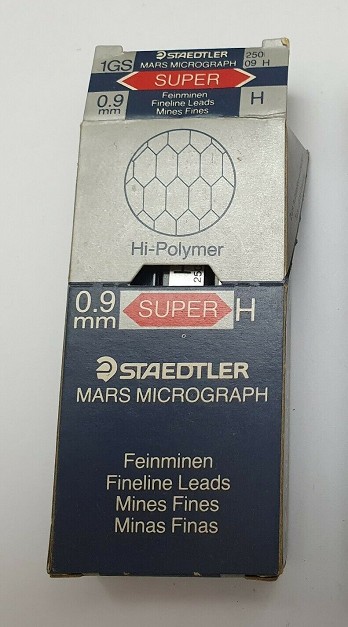 1GS STAEDTLER 250
MARS MICROGRAPH 09 H
SUPER
0.9 Feinminen H
mm Fineline Leads
Mines Fines
Hi-Polymer
H 25
0.9 SUPER H
mm
STAEDTLER
MARS MICROGRAPH
Feinminen
Fineline Leads
Mines Fines
Minas Finas